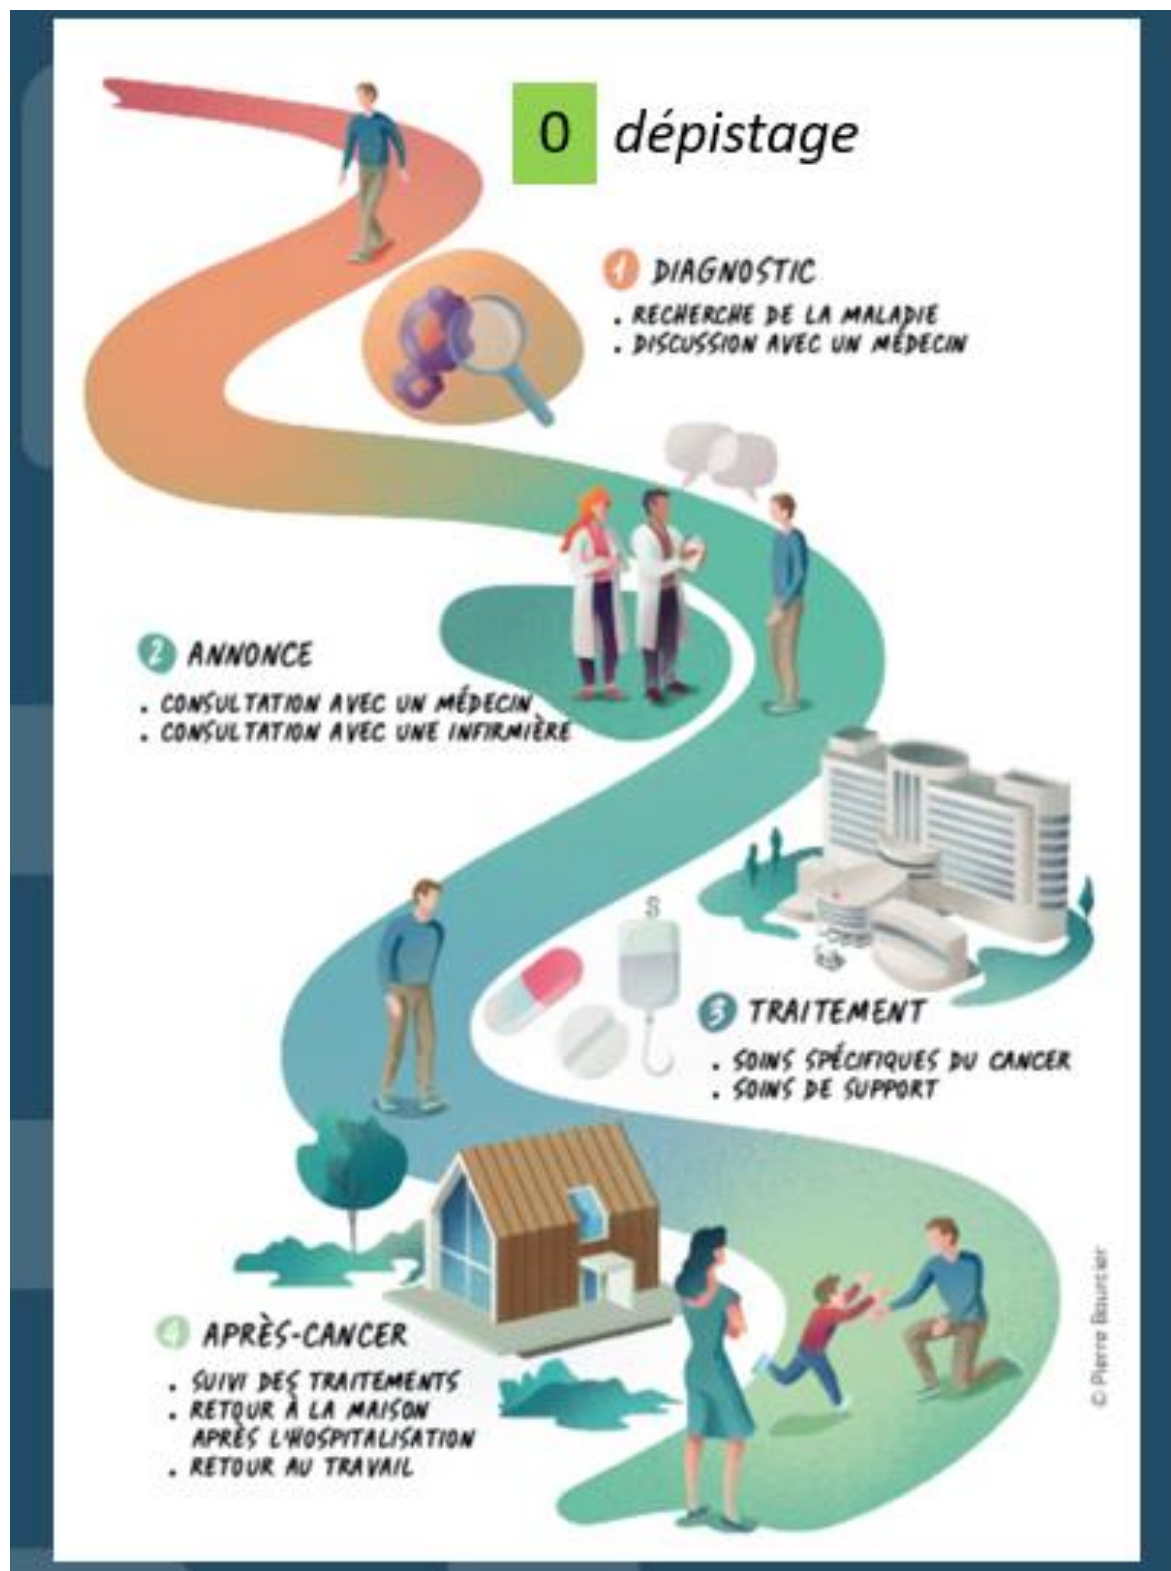 0 dépistage
1 DIAGNOSTIC
. RECHERCHE DE LA MALADIE
. DISCUSSION AVEC UN MÉDECIN
2 ANNONCE
. CONSULTATION AVEC UN MÉDECIN
. CONSULTATION AVEC UNE INFIRMIÈRE
S
3 TRAITEMENT
. SOINS SPÉCIFIQUES DU CANCER
. SOINS DE SUPPORT
4 APRÈS-CANCER
. SUIVI DES TRAITEMENTS
. RETOUR À LA MAISON
APRÈS L'HOSPITALISATION
. RETOUR AU TRAVAIL
© Pierre Bourcier